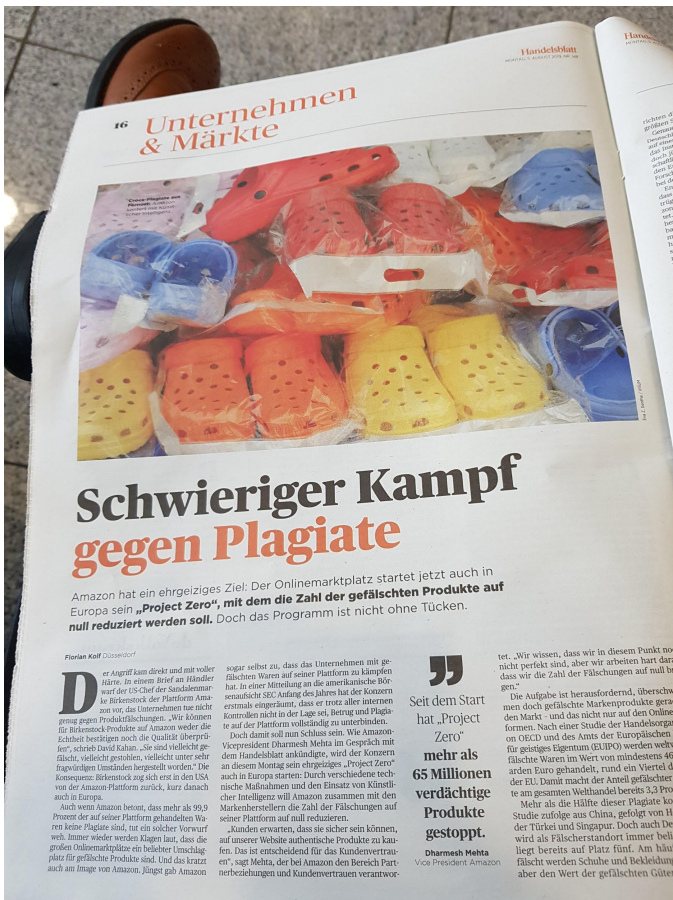 Handelsblatt
16
Unternehmen
& Märkte
Schwieriger Kampf
gegen Plagiate
Amazon hat ein ehrgeiziges Ziel: Der Onlinemarktplatz startet jetzt auch in
Europa sein „Project Zero“, mit dem die Zahl der gefälschten Produkte auf
null reduziert werden soll. Doch das Programm ist nicht ohne Tücken.
Florian Kolf Düsseldorf
Der Angriff kam direkt und mit voller
Härte. In einem Brief an Händler
warf der US-Chef der Sandalenmar-
ke Birkenstock der Plattform Ama-
zon vor, das Unternehmen tue nicht
genug gegen Produktfälschungen. „Wir können
für Birkenstock-Produkte auf Amazon weder die
Echtheit bestätigen noch die Qualität überprü-
fen“, schrieb David Kahan. „Sie sind vielleicht ge-
fälscht, vielleicht gestohlen, vielleicht unter sehr
fragwürdigen Umständen hergestellt worden.“ Die
Konsequenz: Birkenstock zog sich erst in den USA
von der Amazon-Plattform zurück, kurz danach
auch in Europa.
Auch wenn Amazon betont, dass mehr als 99,9
Prozent der auf seiner Plattform gehandelten Wa-
ren keine Plagiate sind, tut ein solcher Vorwurf
weh. Immer wieder werden Klagen laut, dass die
großen Onlinemarktplätze ein beliebter Umschlag-
platz für gefälschte Produkte sind. Und das kratzt
auch am Image von Amazon. Jüngst gab Amazon
sogar selbst zu, dass das Unternehmen mit ge-
fälschten Waren auf seiner Plattform zu kämpfen
hat. In einer Mitteilung an die amerikanische Bör-
senaufsicht SEC Anfang des Jahres hat der Konzern
erstmals eingeräumt, dass er trotz aller internen
Kontrollen nicht in der Lage sei, Betrug und Plagia-
te auf der Plattform vollständig zu unterbinden.
Doch damit soll nun Schluss sein. Wie Amazon-
Vicepresident Dharmesh Mehta im Gespräch mit
dem Handelsblatt ankündigte, wird der Konzern
an diesem Montag sein ehrgeiziges „Project Zero“
auch in Europa starten: Durch verschiedene tech-
nische Maßnahmen und den Einsatz von Künstli-
cher Intelligenz will Amazon zusammen mit den
Markenherstellern die Zahl der Fälschungen auf
seiner Plattform auf null reduzieren.
„Kunden erwarten, dass sie sicher sein können,
auf unserer Website authentische Produkte zu kau-
fen. Das ist entscheidend für das Kundenvertrau-
en“, sagt Mehta, der bei Amazon den Bereich Part-
nerbeziehungen und Kundenvertrauen verantwor-
”
Seit dem Start
hat „Project
Zero“
mehr als
65 Millionen
verdächtige
Produkte
gestoppt.
Dharmesh Mehta
Vice President Amazon
tet. „Wir wissen, dass wir in diesem Punkt no
nicht perfekt sind, aber wir arbeiten hart dara
dass wir die Zahl der Fälschungen auf null b
gen.“
Die Aufgabe ist herausfordernd, überschw
men doch gefälschte Markenprodukte gera
den Markt - und das nicht nur auf den Online
formen. Nach einer Studie der Handelsorgan
on OECD und des Amts der Europäischen
für geistiges Eigentum (EUIPO) werden weltw
fälschte Waren im Wert von mindestens 46
arden Euro gehandelt, rund ein Viertel d
der EU. Damit macht der Anteil gefälschter
te am gesamten Welthandel bereits 3,3 Pro
Mehr als die Hälfte dieser Plagiate ko
Studie zufolge aus China, gefolgt von H
der Türkei und Singapur. Doch auch De
wird als Fälscherstandort immer beli
liegt bereits auf Platz fünf. Am häu
fälscht werden Schuhe und Bekleidung
aber den Wert der gefälschten Güter